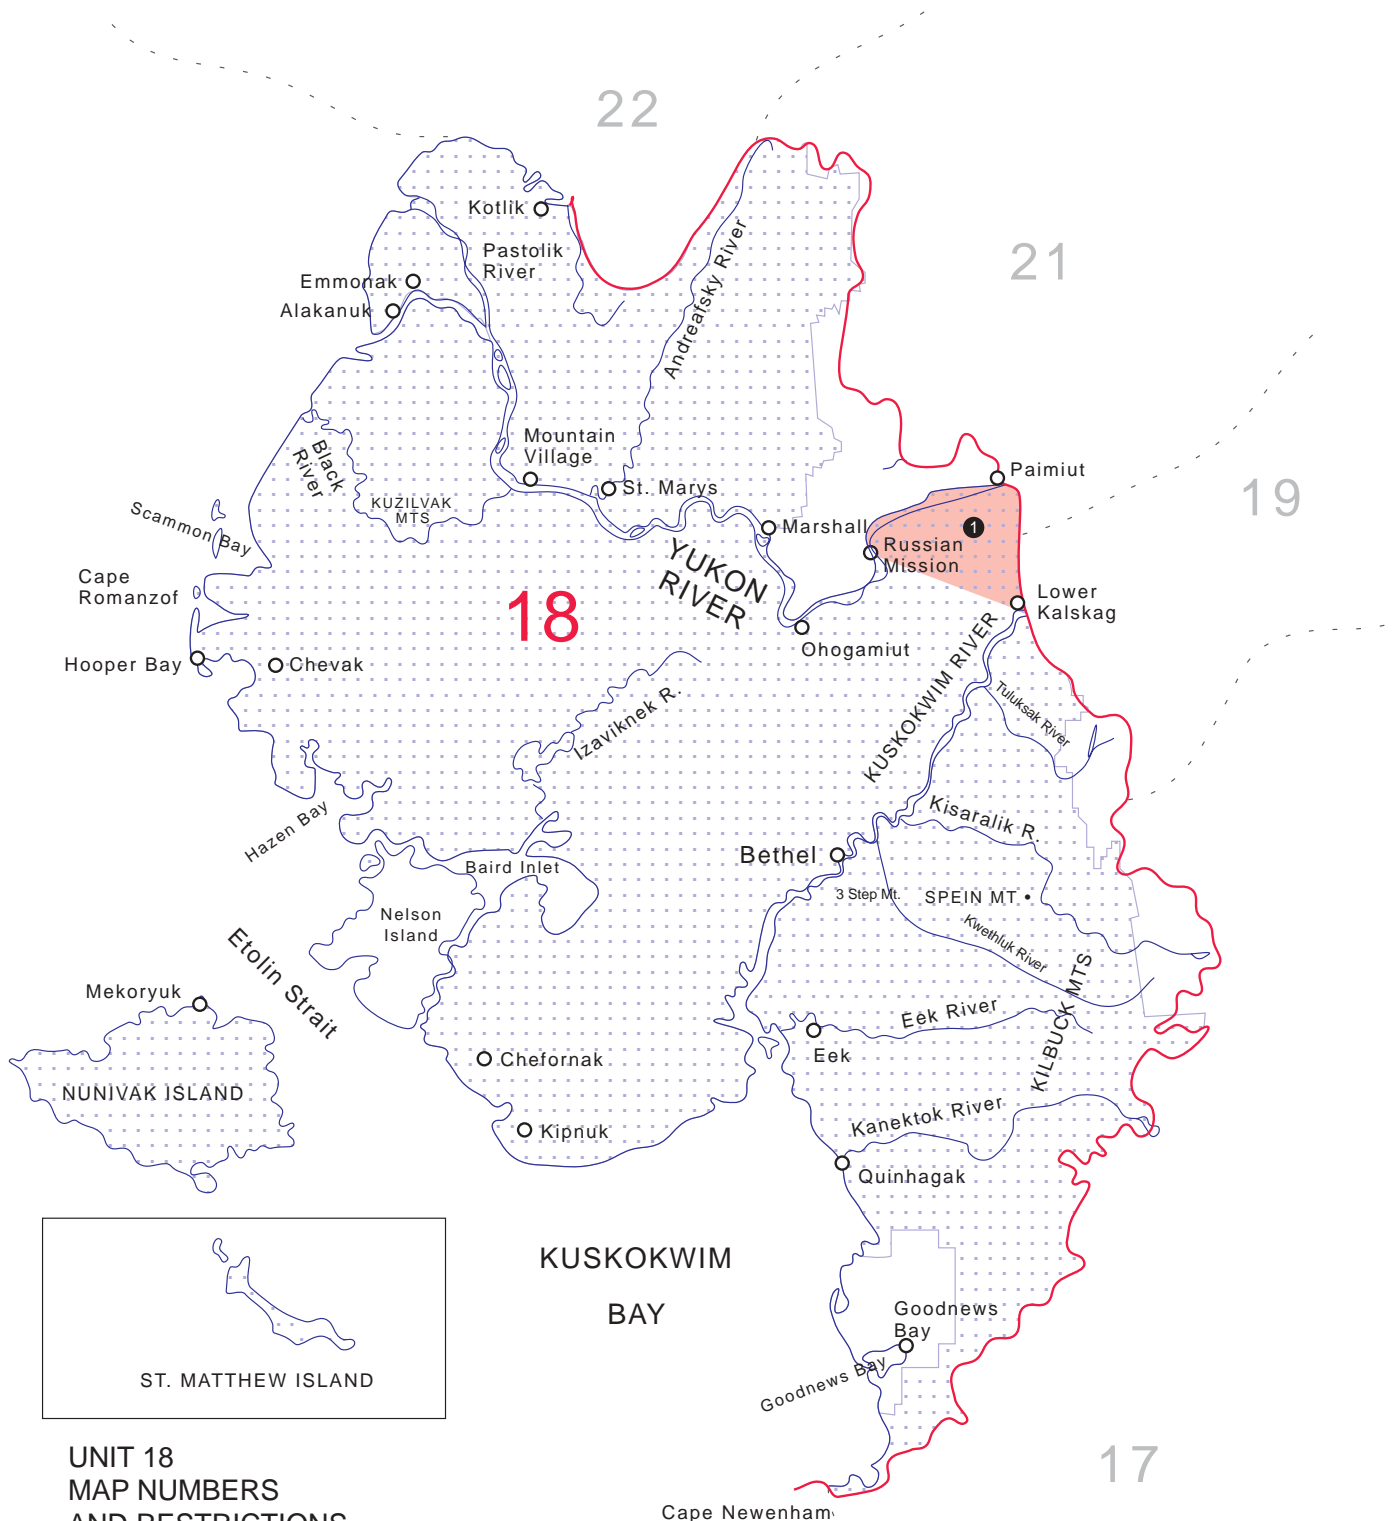 22
Kotlik
Pastolik
River
Andreafsky River
21
Emmonak
Alakanuk
Mountain
Village
Black
River
St. Marys
Paimiut
KUZILVAK
MTS
19
Scammon Bay
Marshall
1
Russian
Mission
YUKON
RIVER
Cape
Romanzof
18
Lower
Kalskag
Ohogamiut
Hooper Bay
Chevak
KUSKOKWIM RIVER
Tuluksak River
Izaviknek R.
Hazen Bay
Kisaralik R.
Bethel
Baird Inlet
3 Step Mt.
SPEIN MT
Nelson
Island
Kwethluk River
Etolin Strait
Mekoryuk
KILBUCK MTS
Eek River
Eek
Chefornak
NUNIVAK ISLAND
Kanektok River
Kipnuk
Quinhagak
KUSKOKWIM
BAY
Goodnews
Bay
Goodnews Bay
ST. MATTHEW ISLAND
17
UNIT 18
MAP NUMBERS
AND RESTRICTIONS
Cape Newenham